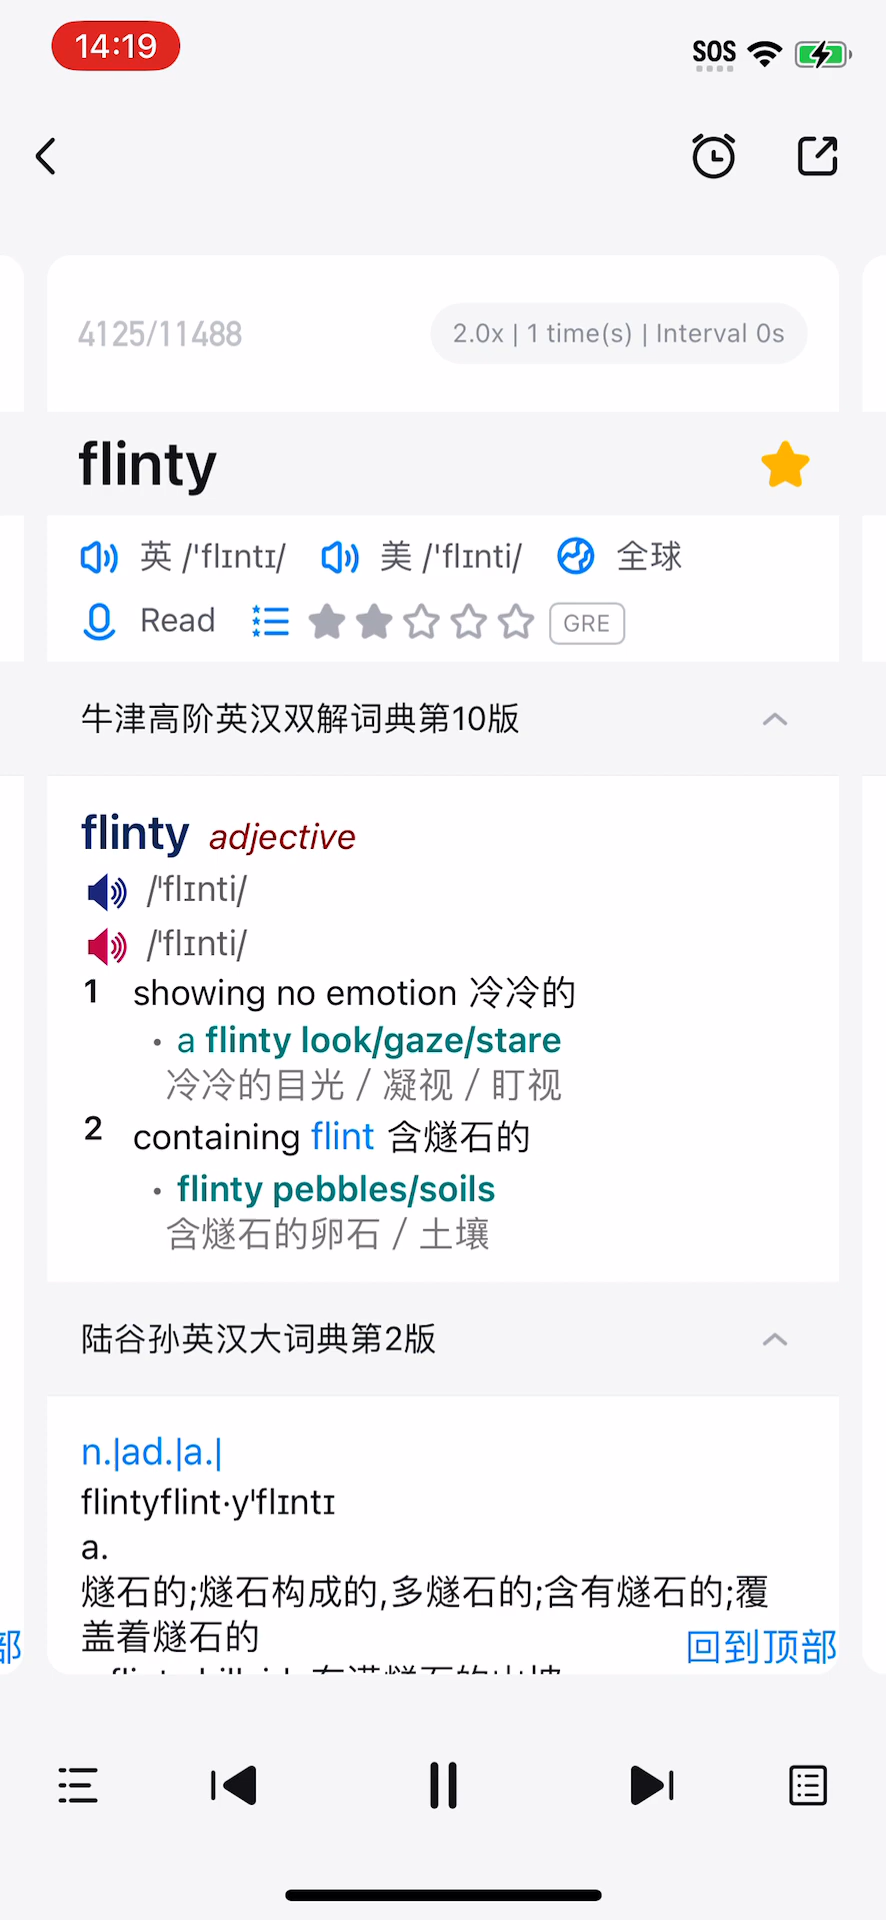 14:19
SOS
4125/11488
2.0x | 1 time(s) | Interval 0s
flinty
英 /'flɪntɪ/ 美 /'flɪnti/ 全球
Read GRE
牛津高阶英汉双解词典第10版
flinty adjective
/ˈflɪnti/
/ˈflɪnti/
1 showing no emotion 冷冷的
· a flinty look/gaze/stare
冷冷的目光 / 凝视 / 盯视
2 containing flint 含燧石的
· flinty pebbles/soils
含燧石的卵石 / 土壤
陆谷孙英汉大词典第2版
n.|ad.|a.|
flintyflint·y'flɪntɪ
a.
燧石的;燧石构成的,多燧石的;含有燧石的;覆
盖着燧石的
部
回到顶部